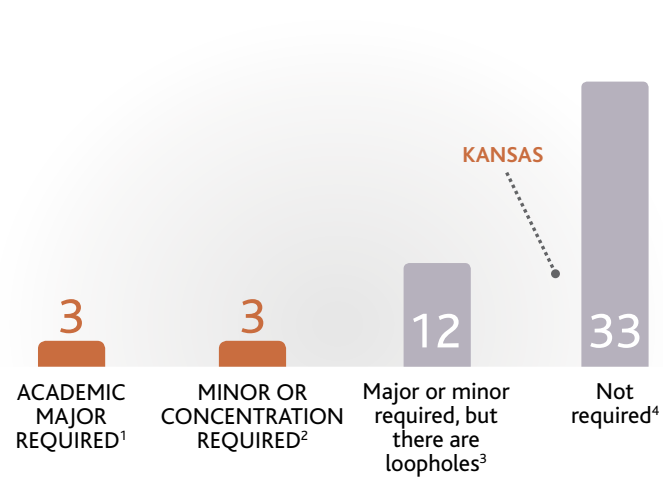 KANSAS
3
3
12
33
ACADEMIC
MAJOR
REQUIRED¹
MINOR OR
CONCENTRATION
REQUIRED²
Major or minor
required, but
there are
loopholes³
Not
required⁴